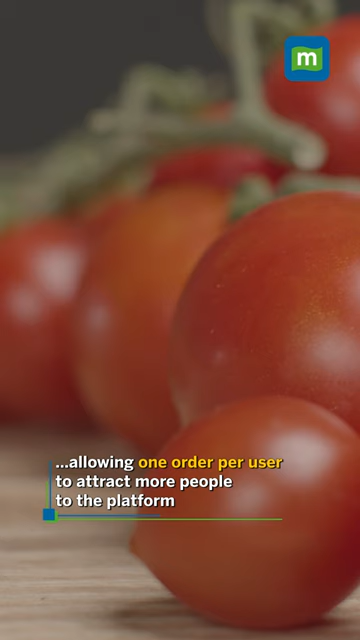 m
...allowing one order per user
to attract more people
to the platform